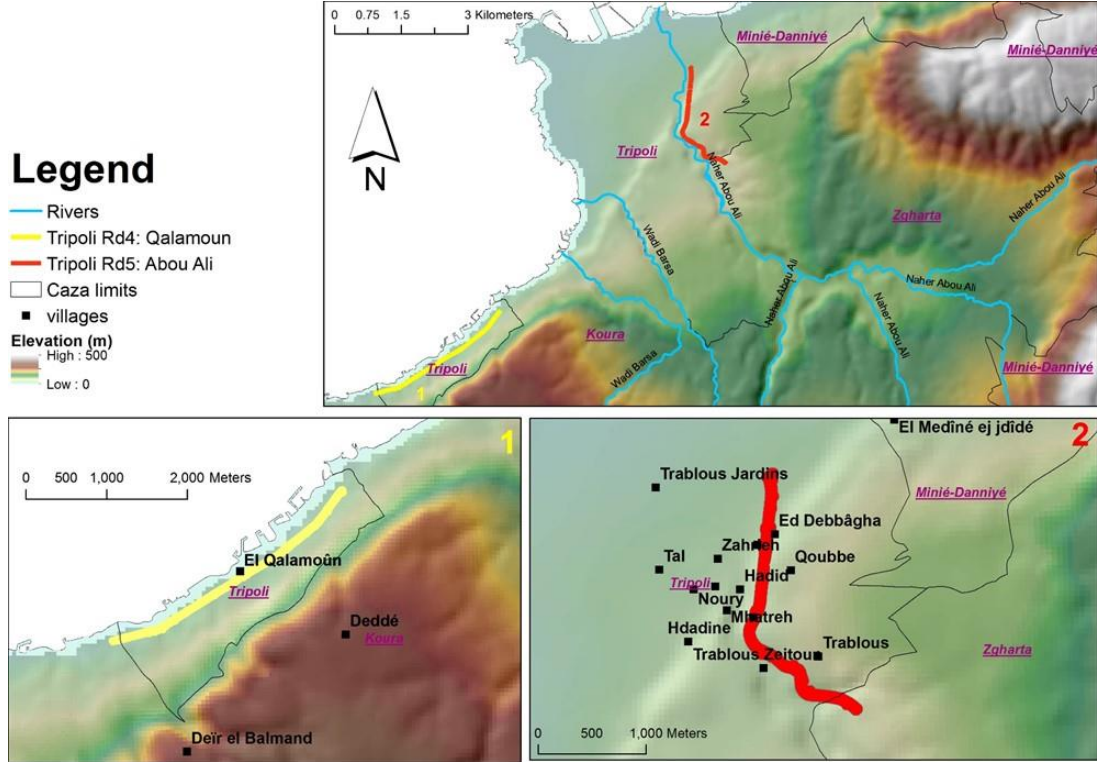 Legend
Rivers
Tripoli Rd4: Qalamoun
Tripoli Rd5: Abou Ali
Caza limits
villages
Elevation (m)
High : 500
Low : 0
0 0.75 1.5 3 Kilometers
N
Minié-Danniyé
Minié-Danniyé
2
Tripoli
Naher Abou Ali
Zgharta
Naher Abou Ali
Wadi Barsa
Naher Abou Ali
Naher Abou Ali
Naher Abou Ali
Koura
Wadi Barsa
Minié-Danniyé
Tripoli
1
1
0 500 1,000 2,000 Meters
El Qalamoûn
Tripoli
Deddé
Koura
Deïr el Balmand
El Medîné ej jdîdé
2
Trablous Jardins
Minié-Danniyé
Ed Debbâgha
Zahrieh
Tal
Qoubbe
Tripoli
Hadid
Noury
Mhatreh
Hdadine
Trablous
Zgharta
Trablous Zeitoun
0 500 1,000 Meters